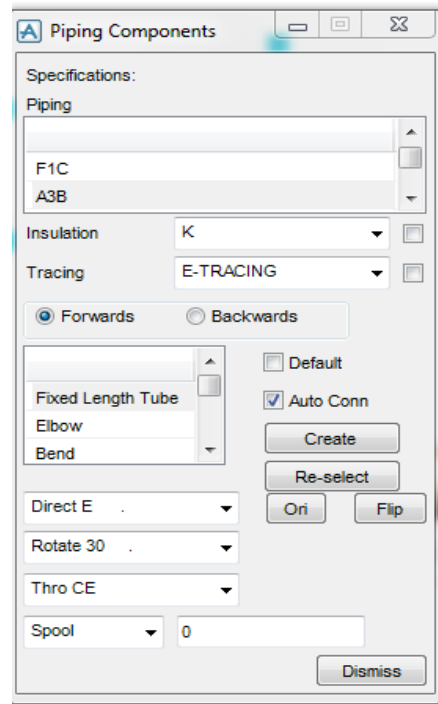 Piping Components
Specifications:
Piping
F1C
A3B
Insulation K
Tracing E-TRACING
Forwards Backwards
Fixed Length Tube
Elbow
Bend
Default
Auto Conn
Create
Re-select
Direct E .
Ori Flip
Rotate 30 .
Thro CE
Spool 0
Dismiss